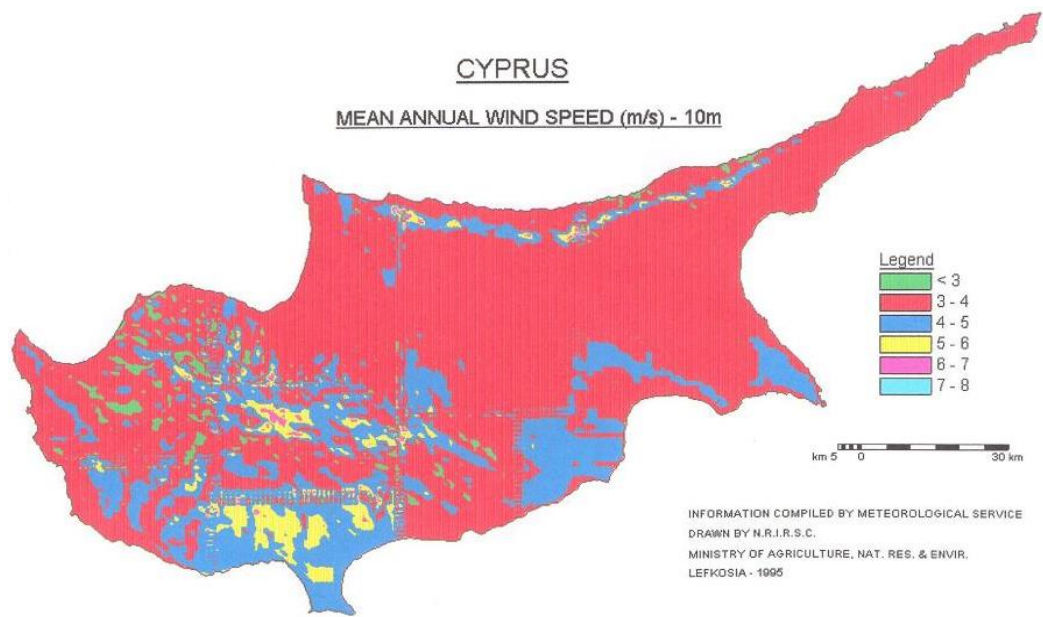 CYPRUS
MEAN ANNUAL WIND SPEED (m/s) - 10m
Legend
< 3
3 - 4
4 - 5
5 - 6
6 - 7
7 - 8
km 5 0 30 km
INFORMATION COMPILED BY METEOROLOGICAL SERVICE
DRAWN BY N.R.I.R.S.C.
MINISTRY OF AGRICULTURE, NAT. RES. & ENVIR.
LEFKOSIA - 1995